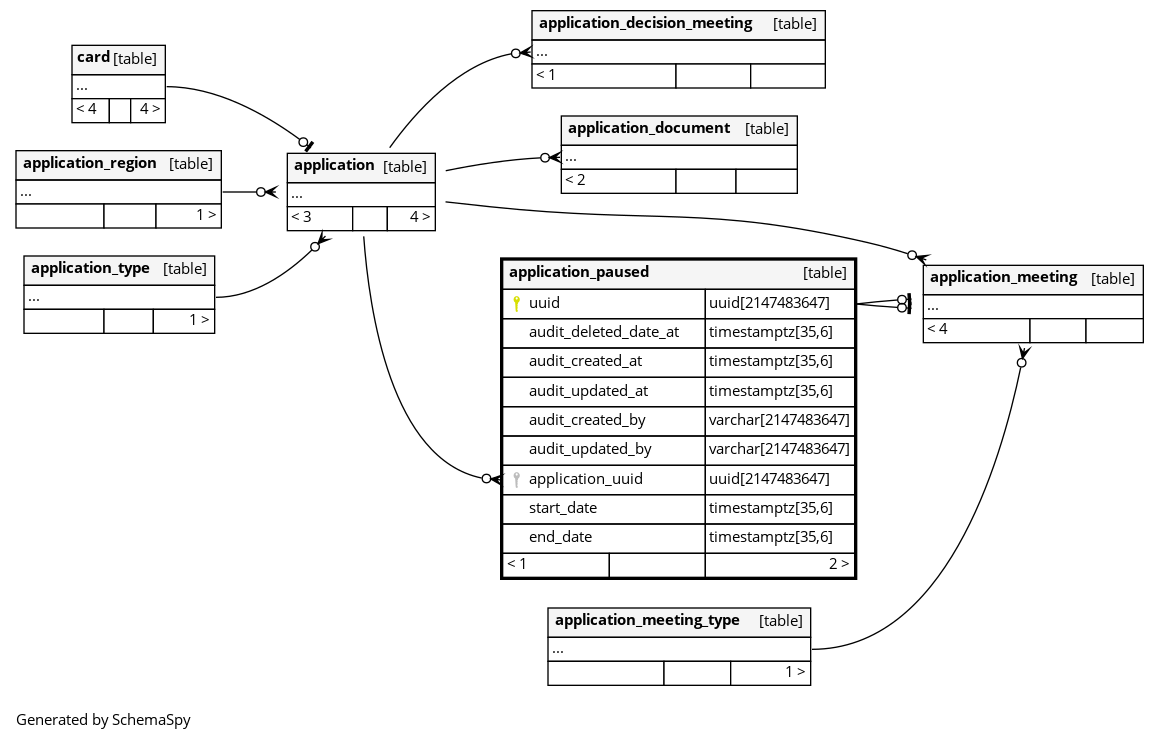 application_decision_meeting [table]
...
< 1
card [table]
...
< 4 4 >
application_document [table]
...
< 2
application_region [table]
...
1 >
application [table]
...
< 3 4 >
application_type [table]
...
1 >
application_paused [table]
uuid uuid[2147483647]
audit_deleted_date_at timestamptz[35,6]
audit_created_at timestamptz[35,6]
audit_updated_at timestamptz[35,6]
audit_created_by varchar[2147483647]
audit_updated_by varchar[2147483647]
application_uuid uuid[2147483647]
start_date timestamptz[35,6]
end_date timestamptz[35,6]
< 1 2 >
application_meeting [table]
...
< 4
application_meeting_type [table]
...
1 >
Generated by SchemaSpy